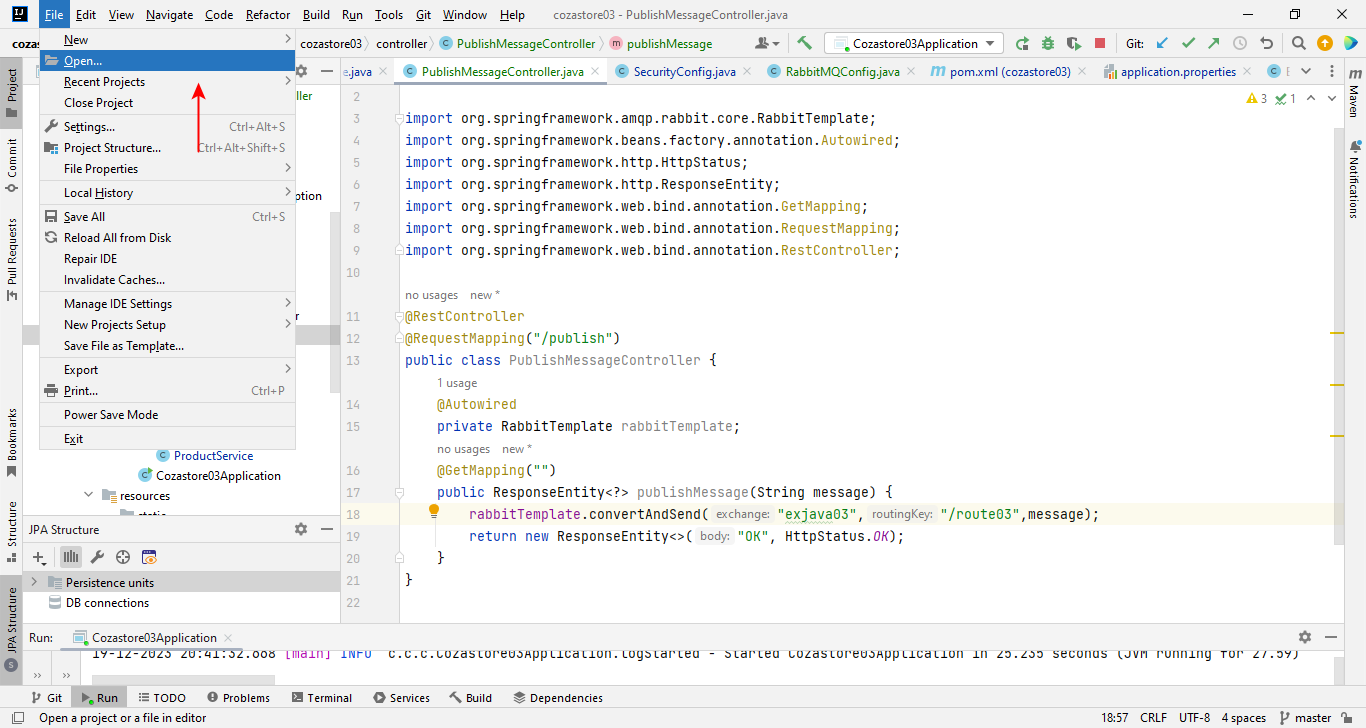 File Edit View Navigate Code Refactor Build Run Tools Git Window Help cozastore03 - PublishMessageController.java
cozastore03 controller PublishMessageController publishMessage Cozastore03Application Git:
New
Open...
Recent Projects
Close Project
Settings... Ctrl+Alt+S
Project Structure... Ctrl+Alt+Shift+S
File Properties
Local History
Save All Ctrl+S
Reload All from Disk
Repair IDE
Invalidate Caches...
Manage IDE Settings
New Projects Setup
Save File as Template...
Export
Print... Ctrl+P
Power Save Mode
Exit
ProductService
Cozastore03Application
resources
static
JPA Structure
Persistence units
DB connections
Project
Commit
Pull Requests
Bookmarks
Structure
JPA Structure
e.java PublishMessageController.java SecurityConfig.java RabbitMQConfig.java pom.xml (cozastore03) application.properties
3 1
2
3 import org.springframework.amqp.rabbit.core.RabbitTemplate;
4 import org.springframework.beans.factory.annotation.Autowired;
5 import org.springframework.http.HttpStatus;
6 import org.springframework.http.ResponseEntity;
7 import org.springframework.web.bind.annotation.GetMapping;
8 import org.springframework.web.bind.annotation.RequestMapping;
9 import org.springframework.web.bind.annotation.RestController;
10
no usages new *
11 @RestController
12 @RequestMapping("/publish")
13 public class PublishMessageController {
1 usage
14 @Autowired
15 private RabbitTemplate rabbitTemplate;
no usages new *
16 @GetMapping("")
17 public ResponseEntity<?> publishMessage(String message) {
18 rabbitTemplate.convertAndSend( exchange: "exjava03", routingKey: "/route03",message);
19 return new ResponseEntity<>( body: "OK", HttpStatus.OK);
20 }
21 }
22
Maven
Notifications
Run: Cozastore03Application
19-12-2023 20:41:32.668 [main] INFO c.c.c.Cozastore03Application.logStarted - Started Cozastore03Application in 25.235 seconds (JVM running for 27.59)
Git Run TODO Problems Terminal Services Build Dependencies
Open a project or a file in editor 18:57 CRLF UTF-8 4 spaces master